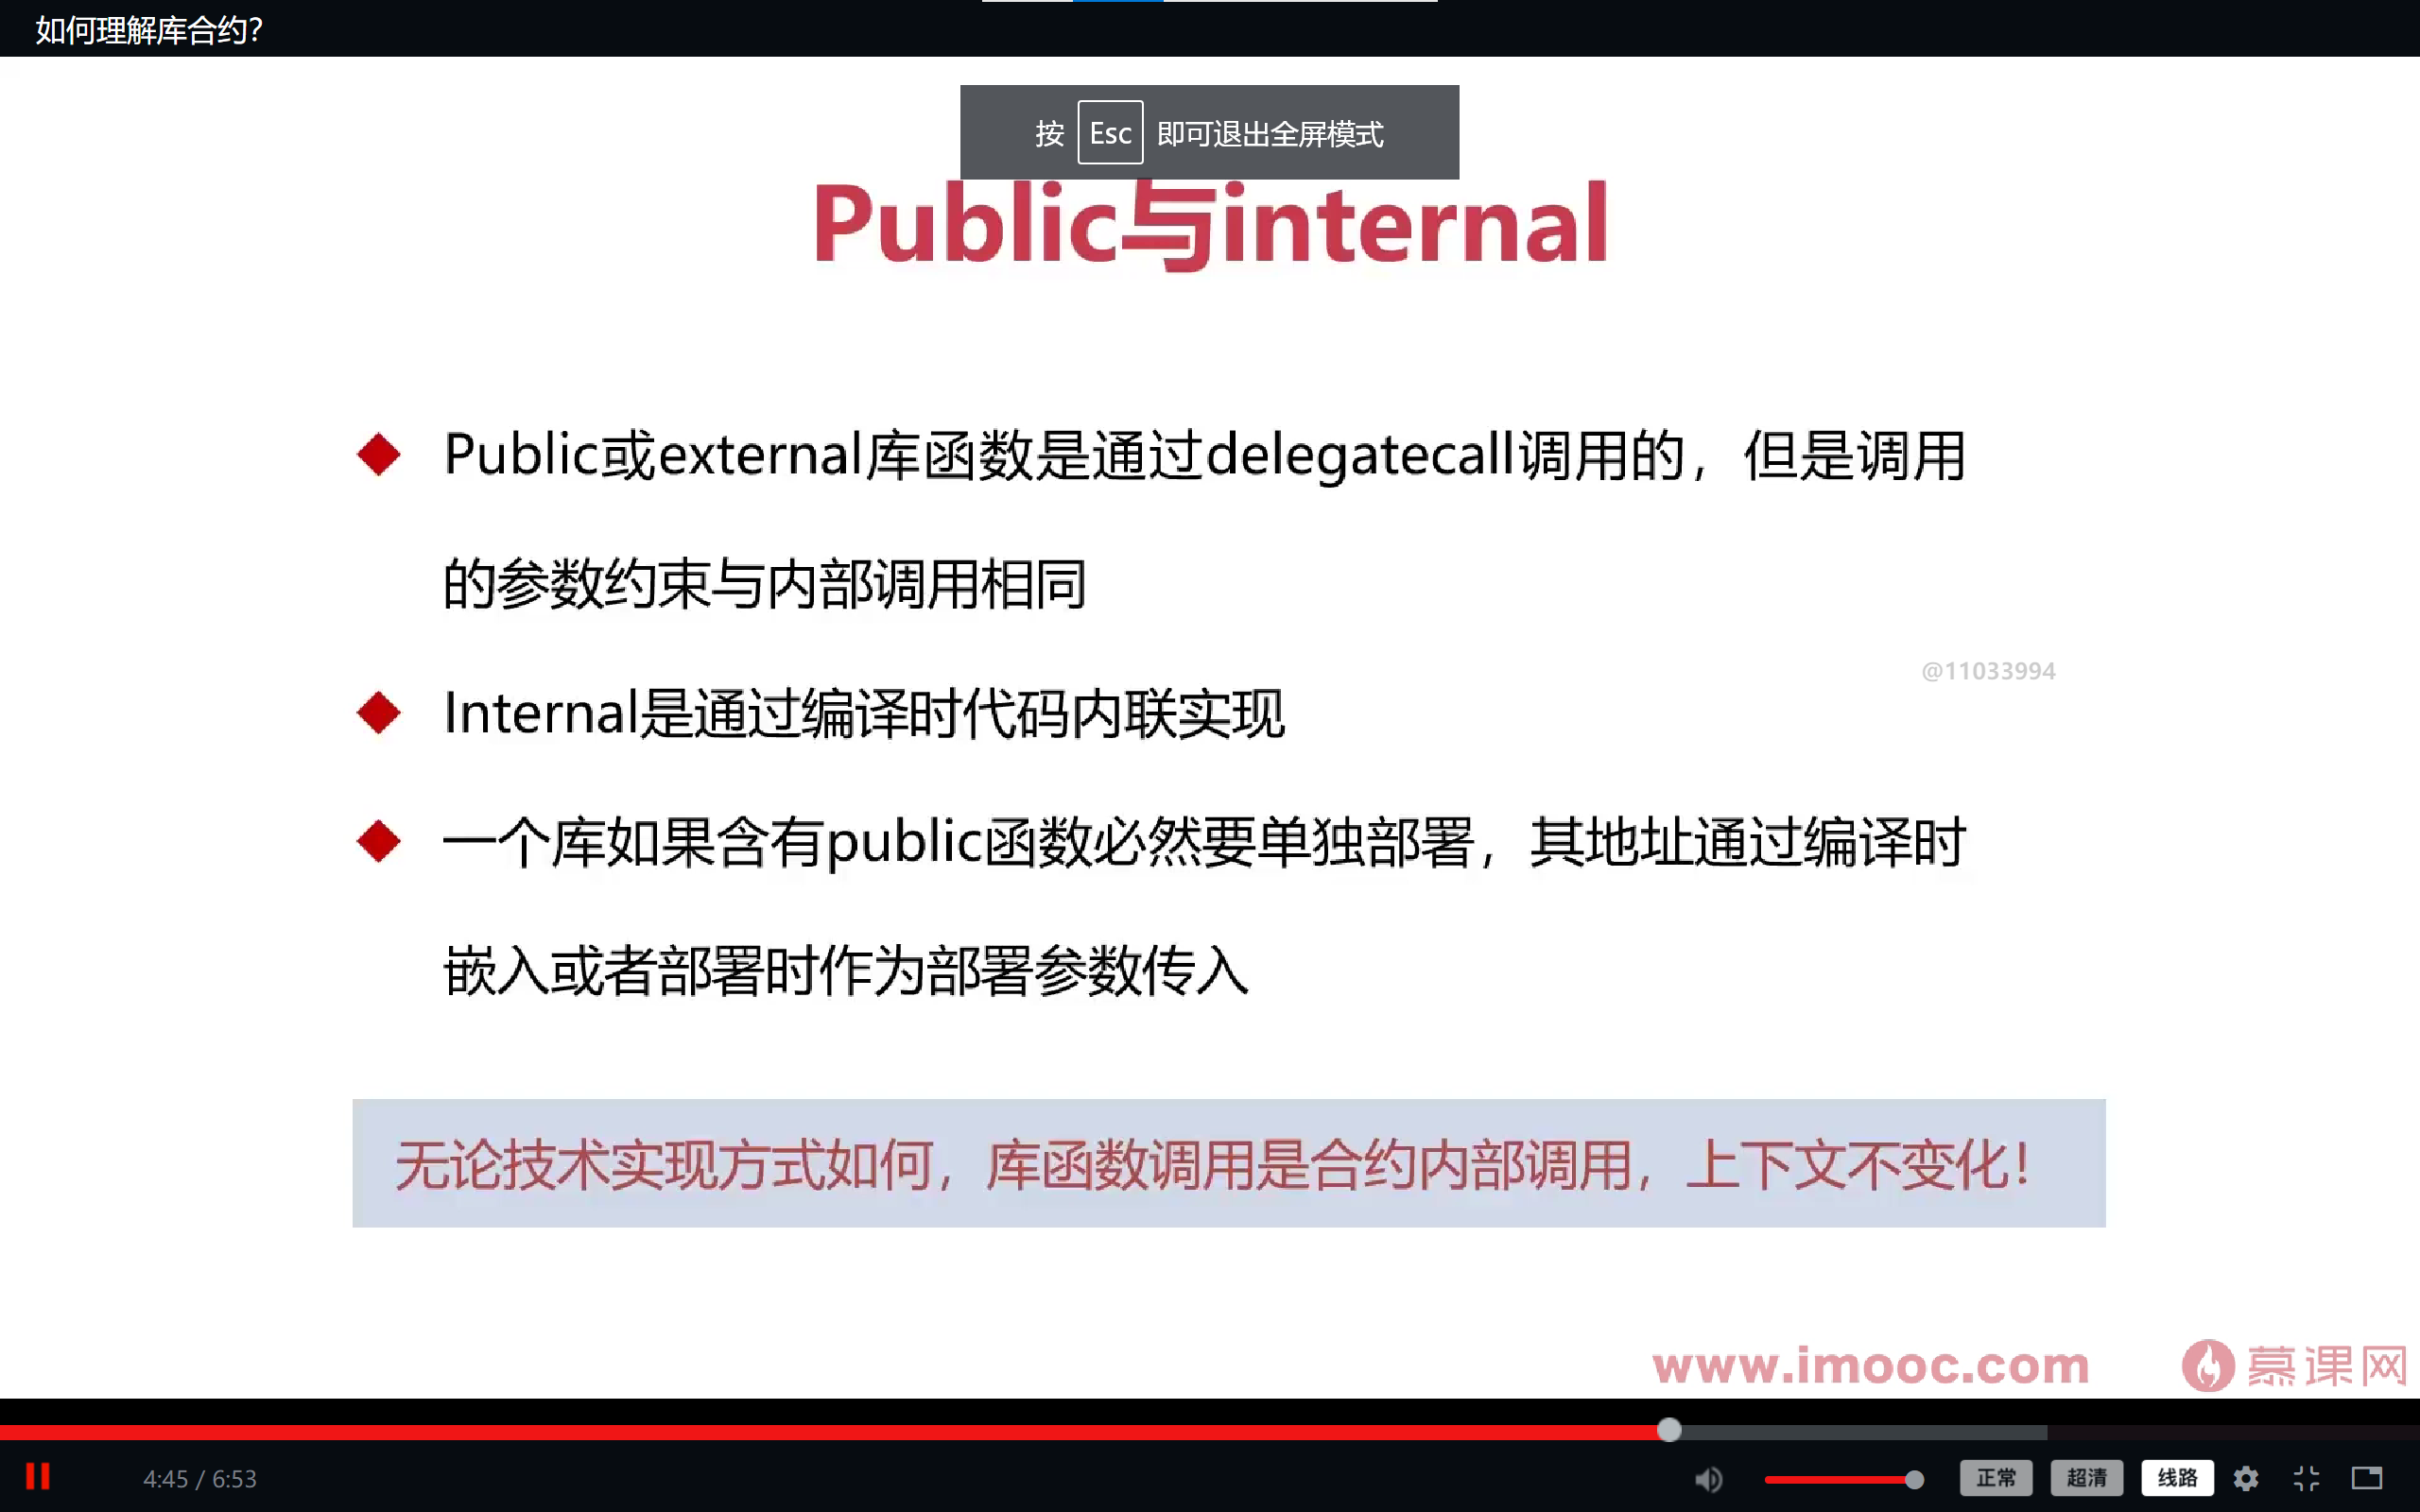 如何理解库合约?
按 Esc 即可退出全屏模式
Public与internal
Public或external库函数是通过delegatecall调用的，但是调用
的参数约束与内部调用相同
@11033994
Internal是通过编译时代码内联实现
一个库如果含有public函数必然要单独部署，其地址通过编译时
嵌入或者部署时作为部署参数传入
无论技术实现方式如何，库函数调用是合约内部调用，上下文不变化！
www.imooc.com 慕课网
4:45 / 6:53 正常 超清 线路